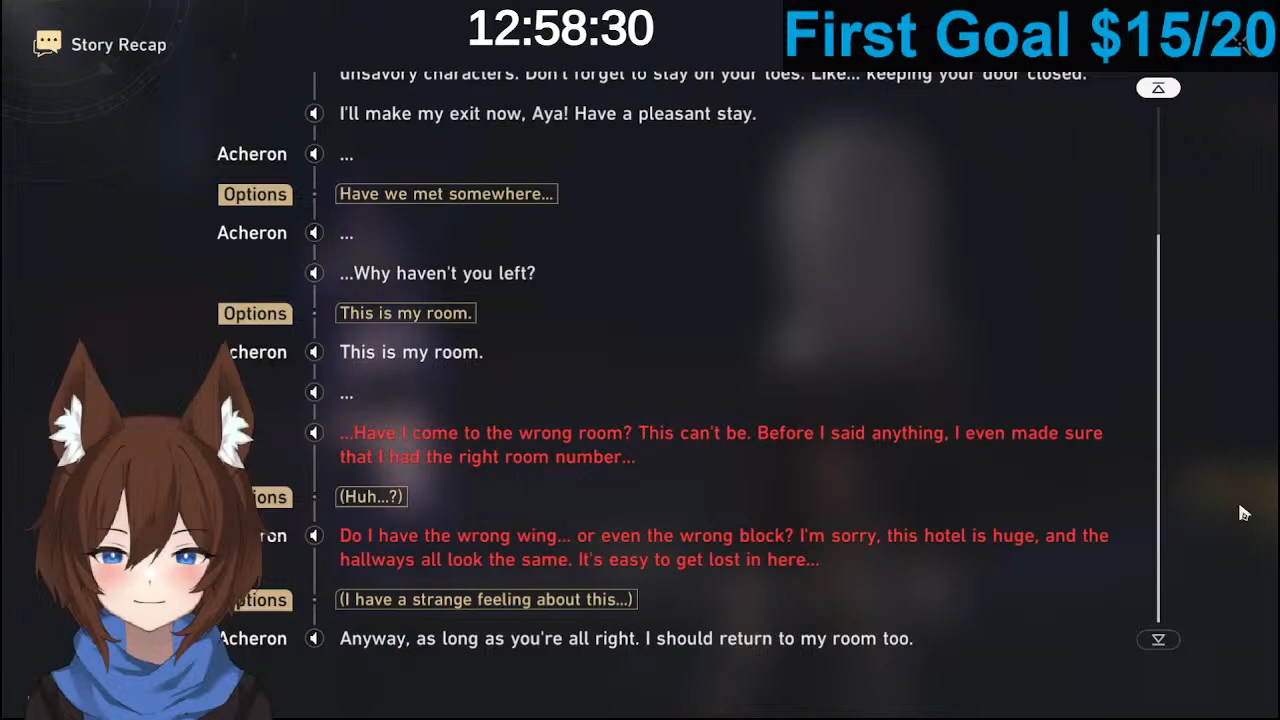 12:58:30
First Goal $15/20
Story Recap
unsavory characters. Don't forget to stay on your toes. Like... keeping your door closed.
I'll make my exit now, Aya! Have a pleasant stay.
Acheron ...
Options Have we met somewhere...
Acheron ...
...Why haven't you left?
Options This is my room.
cheron This is my room.
...
...Have I come to the wrong room? This can't be. Before I said anything, I even made sure
that I had the right room number...
ions (Huh...?)
ron Do I have the wrong wing... or even the wrong block? I'm sorry, this hotel is huge, and the
hallways all look the same. It's easy to get lost in here...
ptions (I have a strange feeling about this...)
Acheron Anyway, as long as you're all right. I should return to my room too.